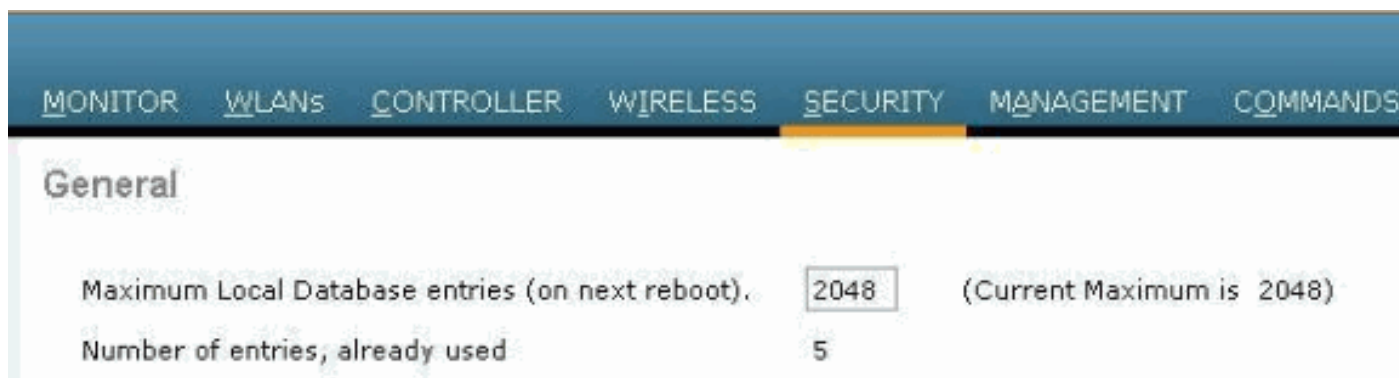 MONITOR WLANs CONTROLLER WIRELESS SECURITY MANAGEMENT COMMANDS
General
Maximum Local Database entries (on next reboot). 2048 (Current Maximum is 2048)
Number of entries, already used 5